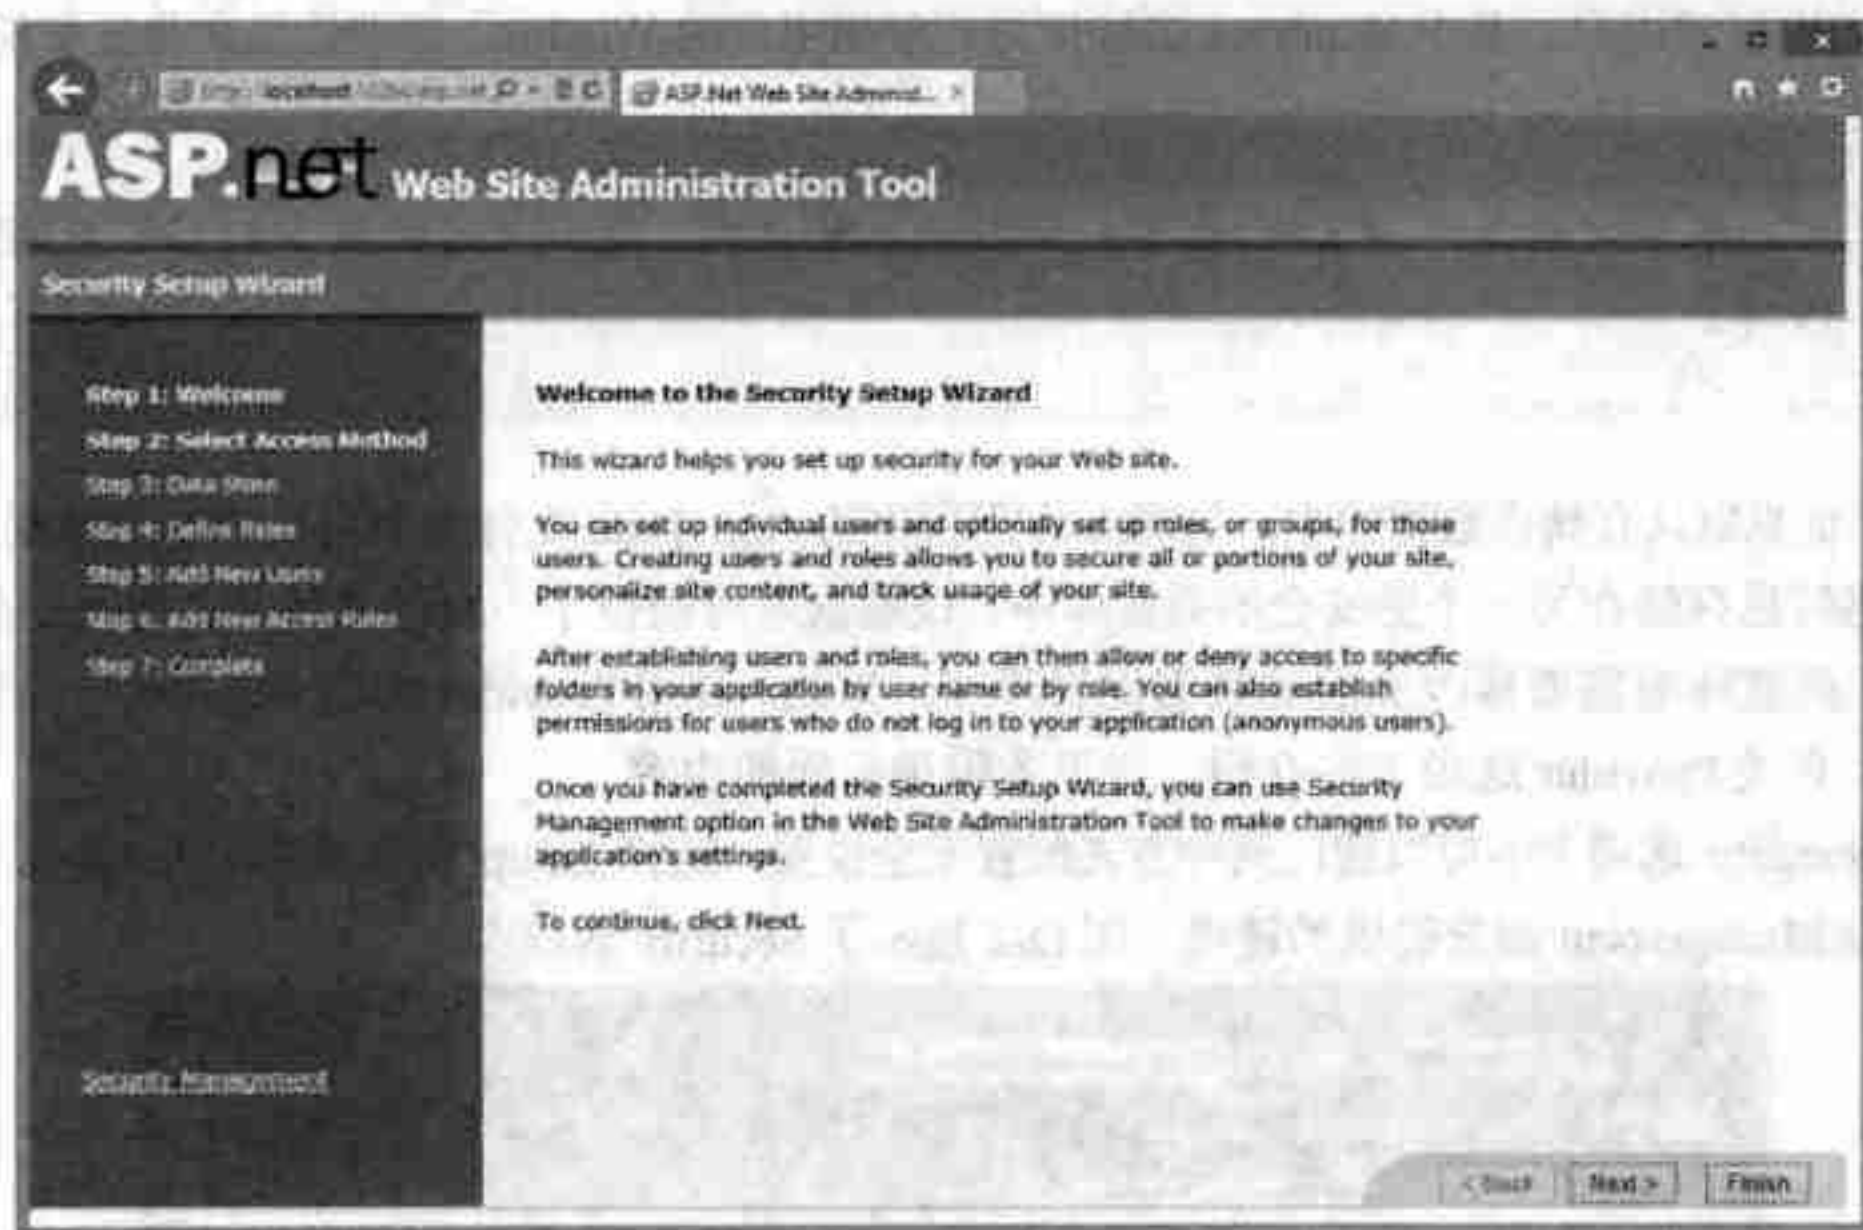 localhost
ASP.Net Web Site Administ...
ASP.net Web Site Administration Tool
Security Setup Wizard
Step 1: Welcome
Step 2: Select Access Method
Step 3: Data Store
Step 4: Define Roles
Step 5: Add New Users
Step 6: Add New Access Rules
Step 7: Complete
Security Management
Welcome to the Security Setup Wizard
This wizard helps you set up security for your Web site.
You can set up individual users and optionally set up roles, or groups, for those
users. Creating users and roles allows you to secure all or portions of your site,
personalize site content, and track usage of your site.
After establishing users and roles, you can then allow or deny access to specific
folders in your application by user name or by role. You can also establish
permissions for users who do not log in to your application (anonymous users).
Once you have completed the Security Setup Wizard, you can use Security
Management option in the Web Site Administration Tool to make changes to your
application's settings.
To continue, click Next.
< Back
Next >
Finish